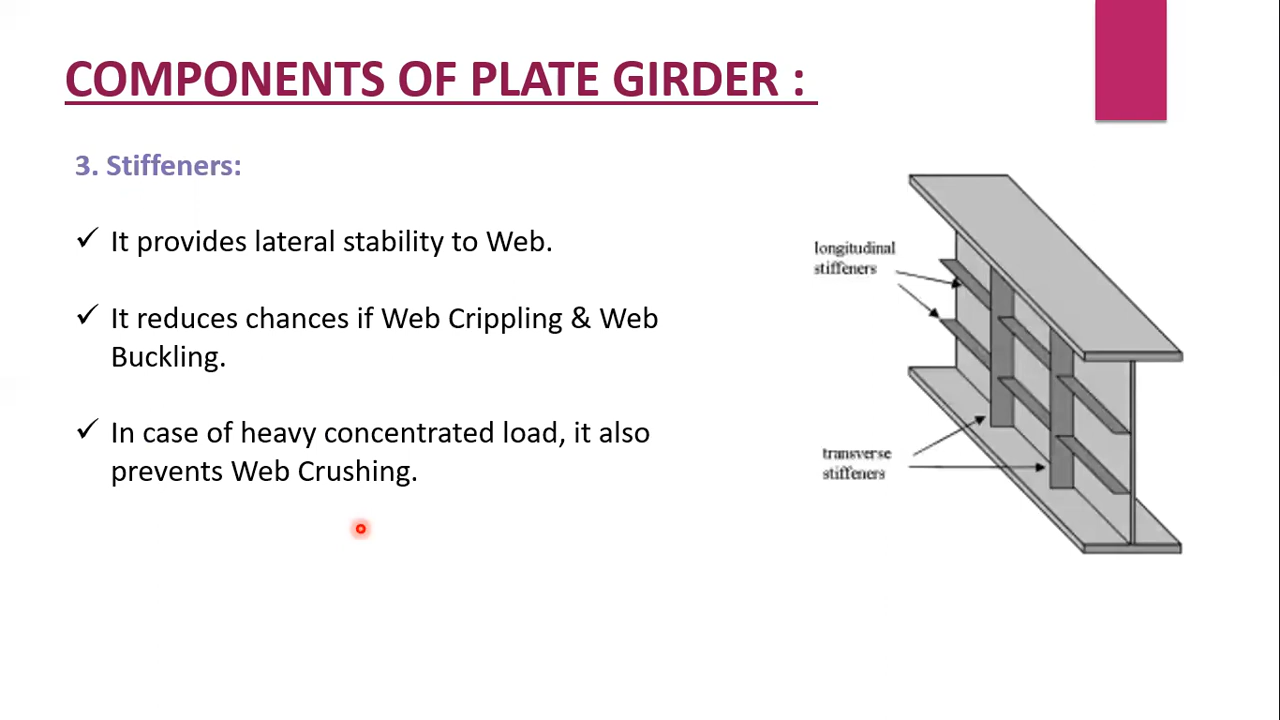 COMPONENTS OF PLATE GIRDER :
3. Stiffeners:
✓ It provides lateral stability to Web.
✓ It reduces chances if Web Crippling & Web
Buckling.
✓ In case of heavy concentrated load, it also
prevents Web Crushing.
longitudinal
stiffeners
transverse
stiffeners